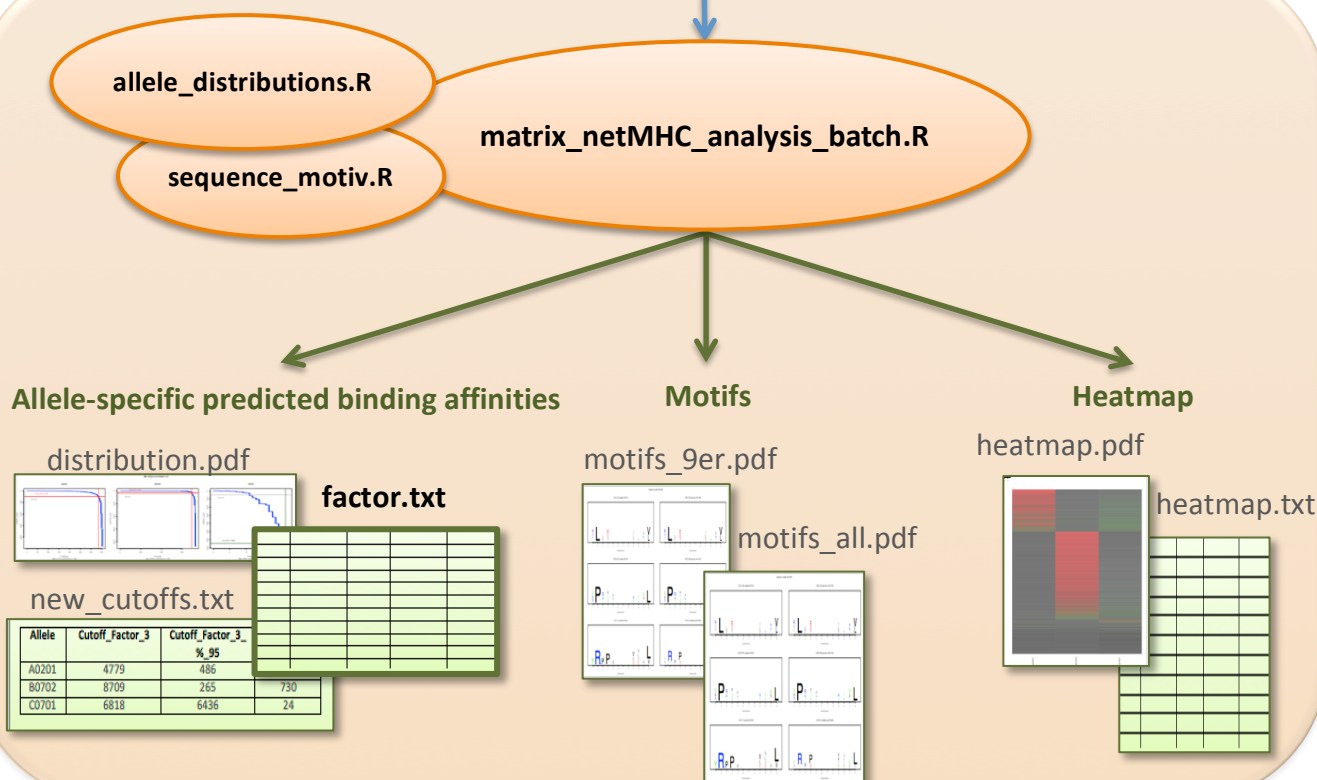 allele_distributions.R
matrix_netMHC_analysis_batch.R
sequence_motiv.R
Allele-specific predicted binding affinities
Motifs
Heatmap
distribution.pdf
factor.txt
motifs_9er.pdf
motifs_all.pdf
heatmap.pdf
heatmap.txt
new_cutoffs.txt
Allele Cutoff_Factor_3 Cutoff_Factor_3_
%_95
A0201 4779 486
B0702 8709 265 730
C0701 6818 6436 24
L V L V
P L P L
R P P L R P
L V L V
P L P L
R P P L R P L